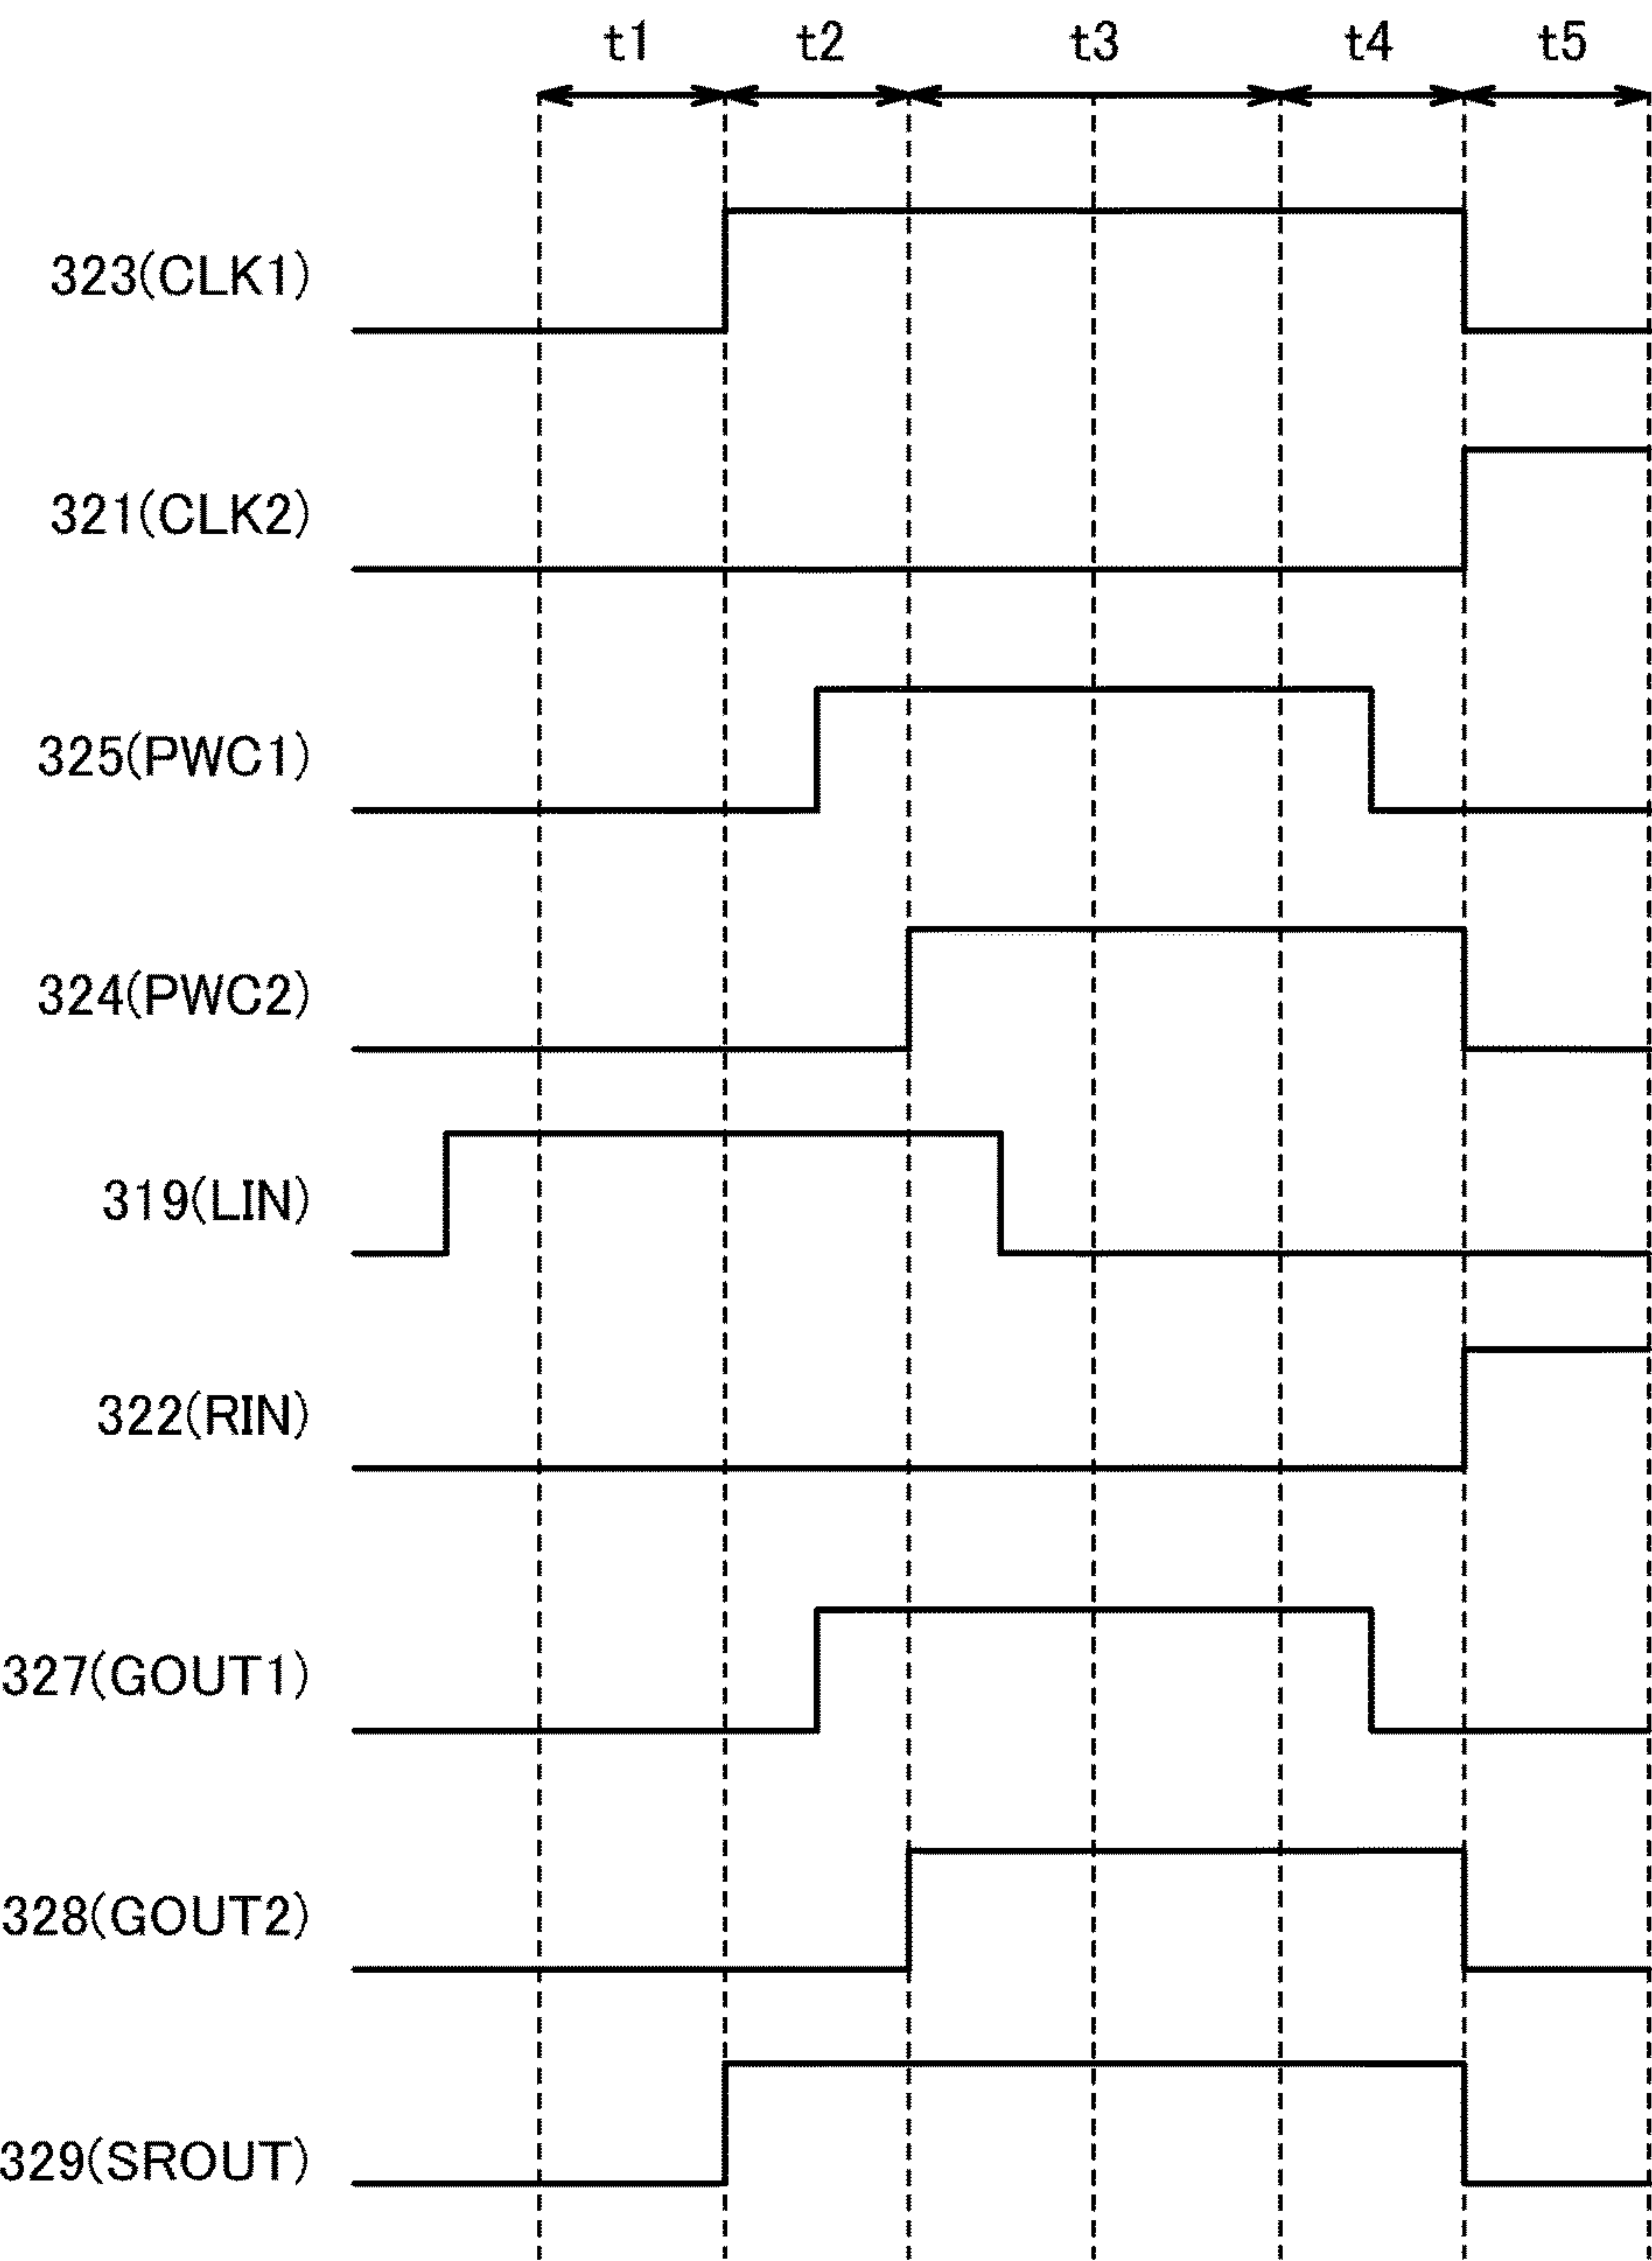 t1 t2 t3 t4 t5
323(CLK1)
321(CLK2)
325(PWC1)
324(PWC2)
319(LIN)
322(RIN)
327(GOUT1)
328(GOUT2)
329(SROUT)